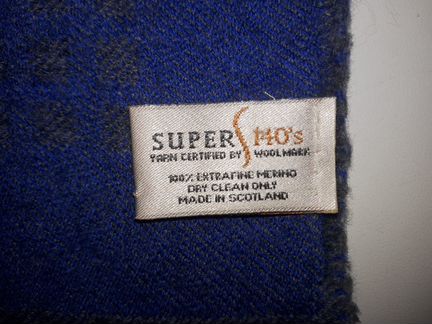 SUPER 140's
YARN CERTIFIED BY WOOLMARK
100% EXTRAFINE MERINO
DRY CLEAN ONLY
MADE IN SCOTLAND